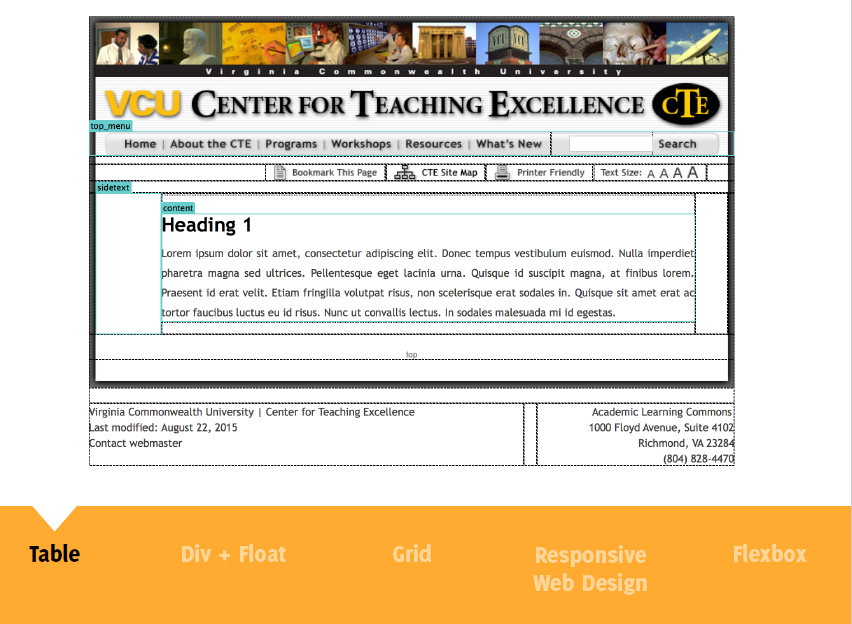 Virginia Commonwealth University
VCU CENTER FOR TEACHING EXCELLENCE CTE
top_menu
Home | About the CTE | Programs | Workshops | Resources | What's New Search
Bookmark This Page CTE Site Map Printer Friendly Text Size: A A A A
sidetext
content
Heading 1
Lorem ipsum dolor sit amet, consectetur adipiscing elit. Donec tempus vestibulum euismod. Nulla imperdiet
pharetra magna sed ultrices. Pellentesque eget lacinia urna. Quisque id suscipit magna, at finibus lorem.
Praesent id erat velit. Etiam fringilla volutpat risus, non scelerisque erat sodales in. Quisque sit amet erat ac
tortor faucibus luctus eu id risus. Nunc ut convallis lectus. In sodales malesuada mi id egestas.
top
Virginia Commonwealth University | Center for Teaching Excellence
Last modified: August 22, 2015
Contact webmaster
Academic Learning Commons
1000 Floyd Avenue, Suite 4102
Richmond, VA 23284
(804) 828-4470
Table
Div + Float
Grid
Responsive
Web Design
Flexbox